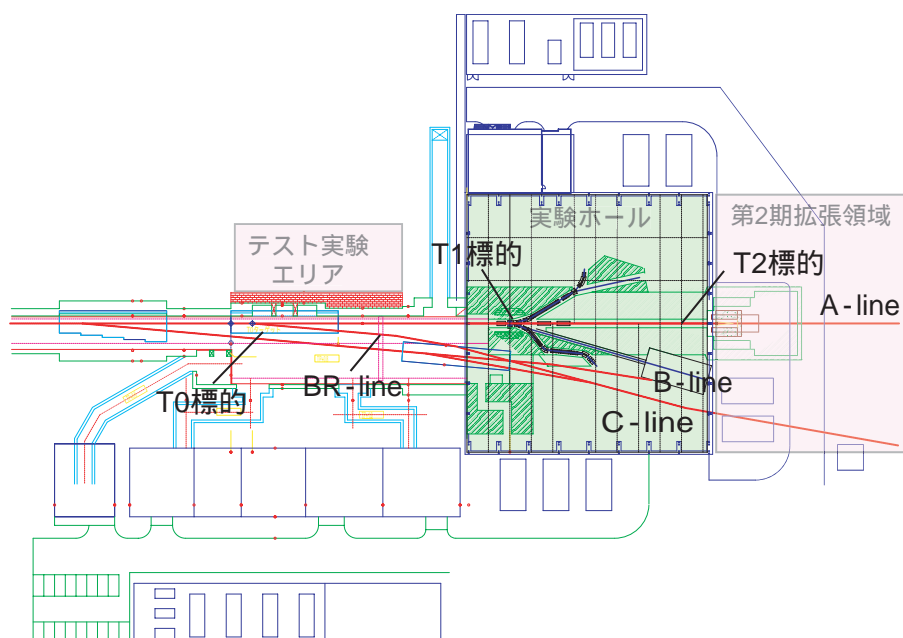 実験ホール
第2期拡張領域
テスト実験
エリア
T1標的
T2標的
A-line
T0標的
BR-line
B-line
C-line